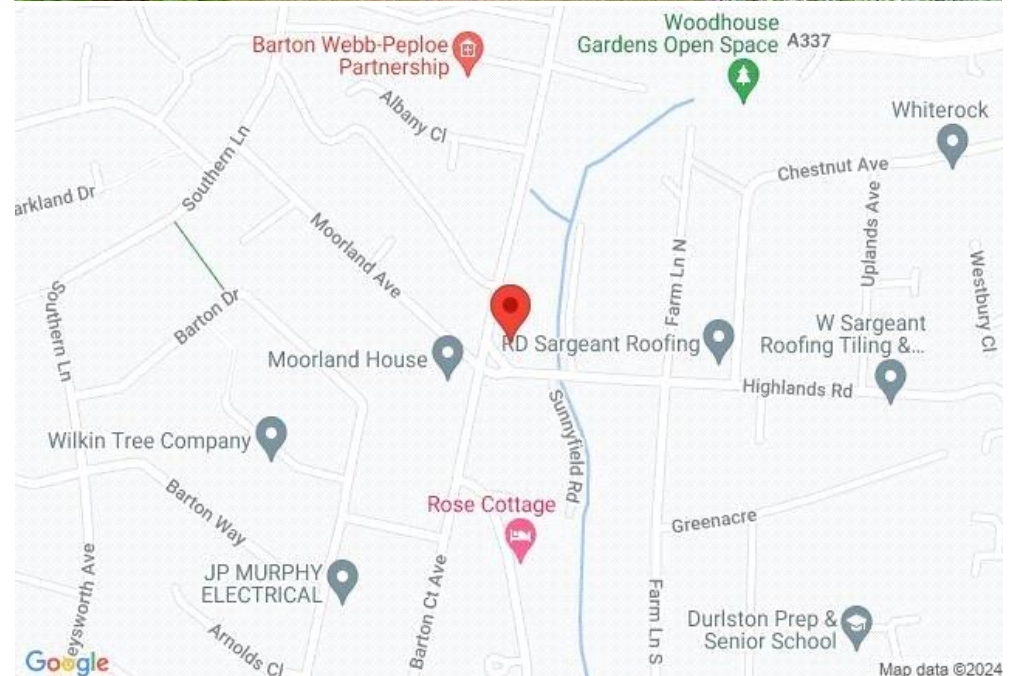 Woodhouse
Gardens Open Space
A337
Barton Webb-Peploe
Partnership
Albany Cl
Whiterock
Chestnut Ave
Southern Ln
arkland Dr
Uplands Ave
Moorland Ave
Farm Ln N
Westbury Cl
Southern Ln
Barton Dr
W Sargeant
Roofing Tiling &...
RD Sargeant Roofing
Moorland House
Highlands Rd
Sunnyfield Rd
Wilkin Tree Company
Barton Way
Rose Cottage
Greenacre
JP MURPHY
ELECTRICAL
eysworth Ave
Barton Ct Ave
Farm Ln S
Durlston Prep &
Senior School
Arnolds Cl
Google
Map data ©2024